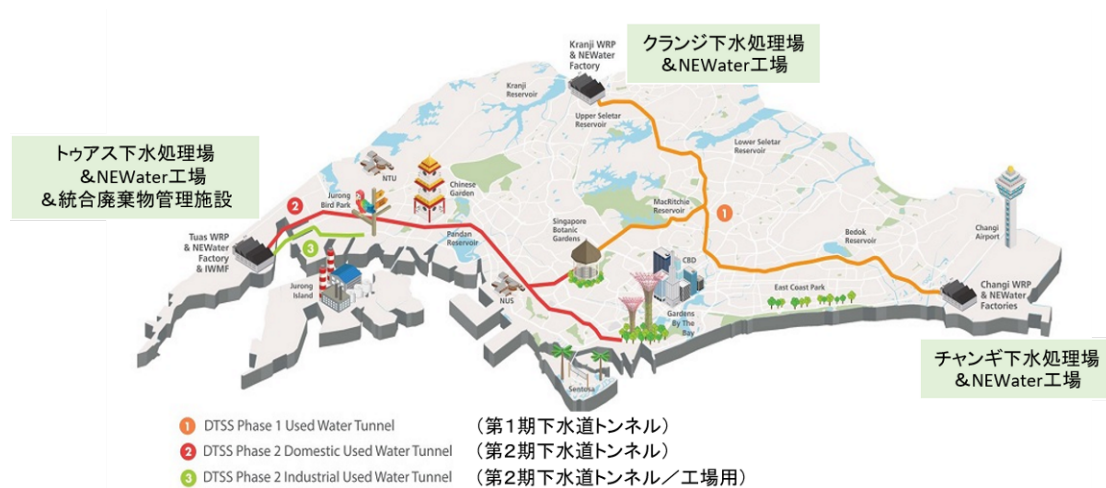 Kranji WRP
& NEWater
Factory
クランジ下水処理場
＆NEWater工場
Kranji
Reservoir
Upper Seletar
Reservoir
Lower Seletar
Reservoir
トゥアス下水処理場
＆NEWater工場
＆統合廃棄物管理施設
NTU
Chinese
Garden
Jurong
Bird Park
2
MacRitchie
Reservoir
1
Singapore
Botanic
Gardens
Tuas WRP
& NEWater
Factory
& IWMF
3
Pandan
Reservoir
Bedok
Reservoir
Changi
Airport
Jurong
Island
NUS
CBD
East Coast Park
Changi WRP
& NEWater
Factories
Gardens
By The
Bay
Sentosa
チャンギ下水処理場
＆NEWater工場
1 DTSS Phase 1 Used Water Tunnel （第１期下水道トンネル）
2 DTSS Phase 2 Domestic Used Water Tunnel （第２期下水道トンネル）
3 DTSS Phase 2 Industrial Used Water Tunnel （第２期下水道トンネル／工場用）